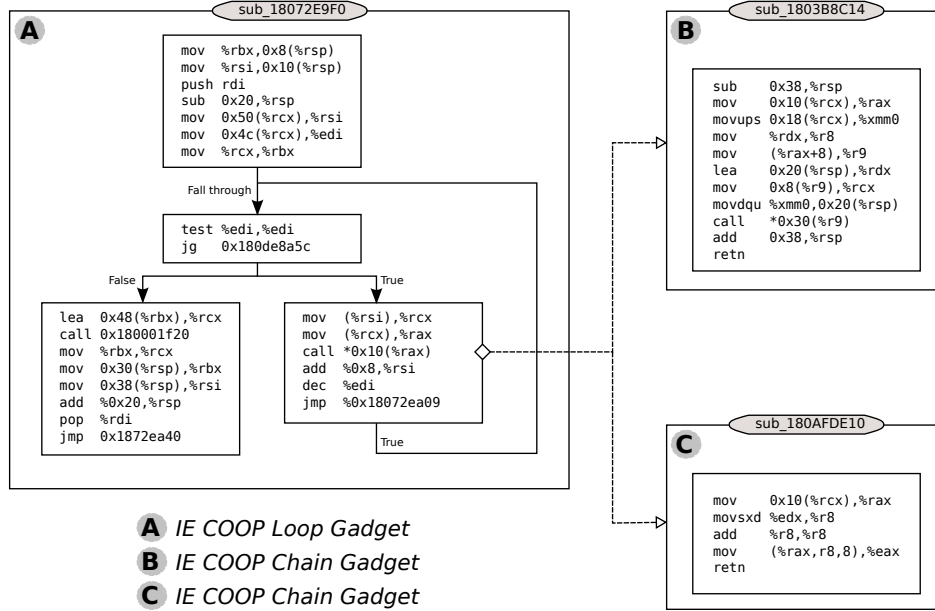 sub_18072E9F0
A
mov %rbx,0x8(%rsp)
mov %rsi,0x10(%rsp)
push rdi
sub 0x20,%rsp
mov 0x50(%rcx),%rsi
mov 0x4c(%rcx),%edi
mov %rcx,%rbx
Fall through
test %edi,%edi
jg 0x180de8a5c
False
True
lea 0x48(%rbx),%rcx
call 0x180001f20
mov %rbx,%rcx
mov 0x30(%rsp),%rbx
mov 0x38(%rsp),%rsi
add %0x20,%rsp
pop %rdi
jmp 0x1872ea40
mov (%rsi),%rcx
mov (%rcx),%rax
call *0x10(%rax)
add %0x8,%rsi
dec %edi
jmp %0x18072ea09
True
sub_1803B8C14
B
sub 0x38,%rsp
mov 0x10(%rcx),%rax
movups 0x18(%rcx),%xmm0
mov %rdx,%r8
mov (%rax+8),%r9
lea 0x20(%rsp),%rdx
mov 0x8(%r9),%rcx
movdqu %xmm0,0x20(%rsp)
call *0x30(%r9)
add 0x38,%rsp
retn
sub_180AFDE10
C
mov 0x10(%rcx),%rax
movsxd %edx,%r8
add %r8,%r8
mov (%rax,r8,8),%eax
retn
A IE COOP Loop Gadget
B IE COOP Chain Gadget
C IE COOP Chain Gadget